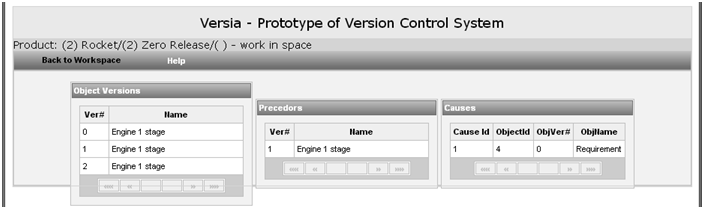 Versia - Prototype of Version Control System
Product: (2) Rocket/(2) Zero Release/( ) - work in space
Back to Workspace Help
Object Versions
Ver# Name
0 Engine 1 stage
1 Engine 1 stage
2 Engine 1 stage
Precedors
Ver# Name
1 Engine 1 stage
Causes
Cause Id ObjectId ObjVer# ObjName
1 4 0 Requirement